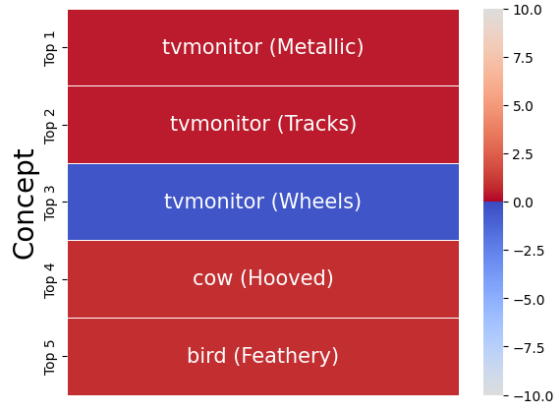 Concept
Top 1
tvmonitor (Metallic)
Top 2
tvmonitor (Tracks)
Top 3
tvmonitor (Wheels)
Top 4
cow (Hooved)
Top 5
bird (Feathery)
10.0
7.5
5.0
2.5
0.0
−2.5
−5.0
−7.5
−10.0